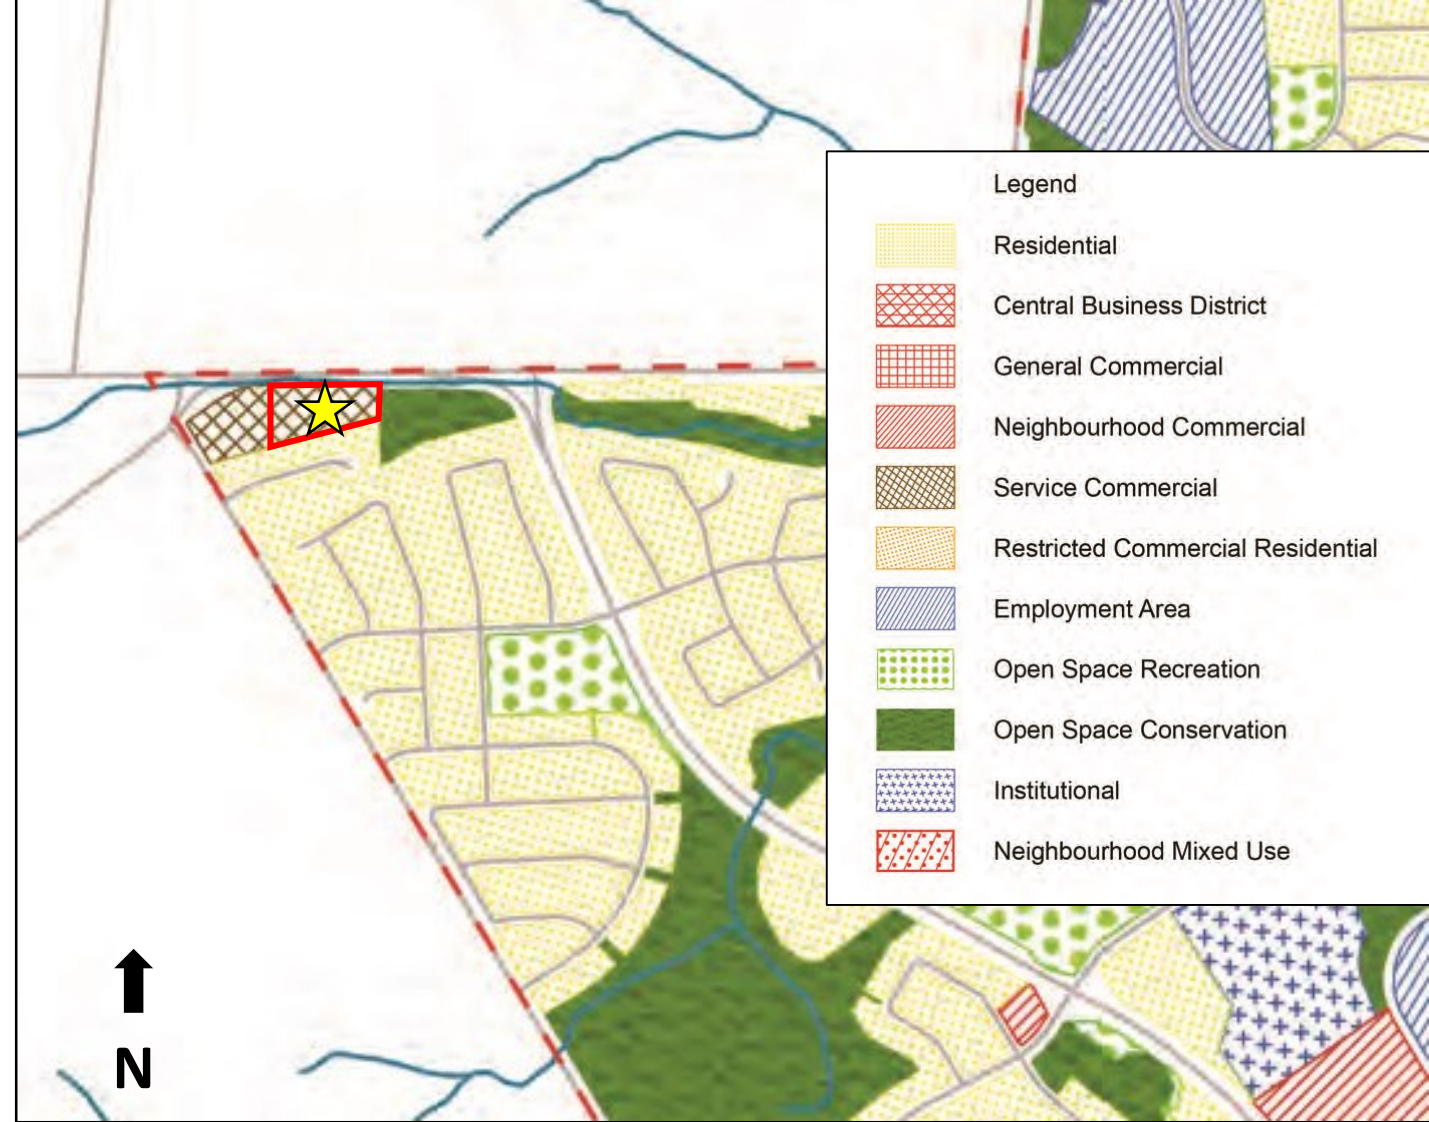 Legend
Residential
Central Business District
General Commercial
Neighbourhood Commercial
Service Commercial
Restricted Commercial Residential
Employment Area
Open Space Recreation
Open Space Conservation
Institutional
Neighbourhood Mixed Use
N